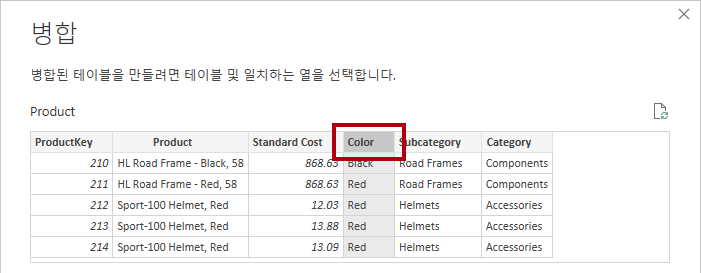 병합
병합된 테이블을 만들려면 테이블 및 일치하는 열을 선택합니다.
Product
ProductKey Product Standard Cost Color Subcategory Category
210 HL Road Frame - Black, 58 868.63 Black Road Frames Components
211 HL Road Frame - Red, 58 868.63 Red Road Frames Components
212 Sport-100 Helmet, Red 12.03 Red Helmets Accessories
213 Sport-100 Helmet, Red 13.88 Red Helmets Accessories
214 Sport-100 Helmet, Red 13.09 Red Helmets Accessories